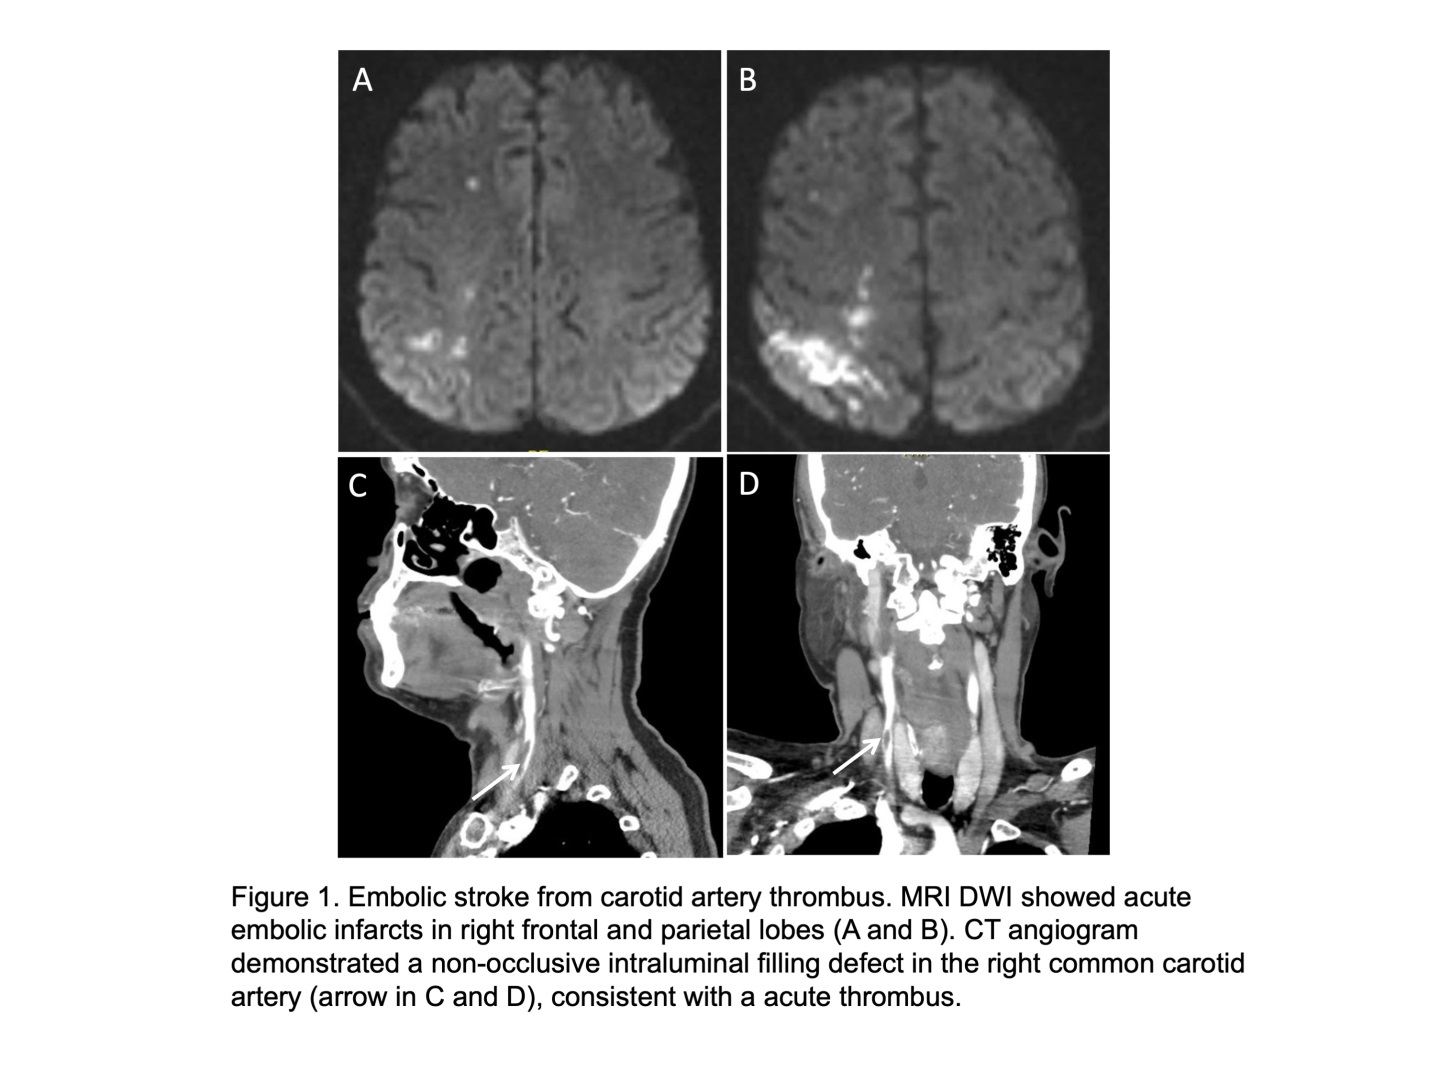 A
B
C
D
Figure 1. Embolic stroke from carotid artery thrombus. MRI DWI showed acute
embolic infarcts in right frontal and parietal lobes (A and B). CT angiogram
demonstrated a non-occlusive intraluminal filling defect in the right common carotid
artery (arrow in C and D), consistent with a acute thrombus.